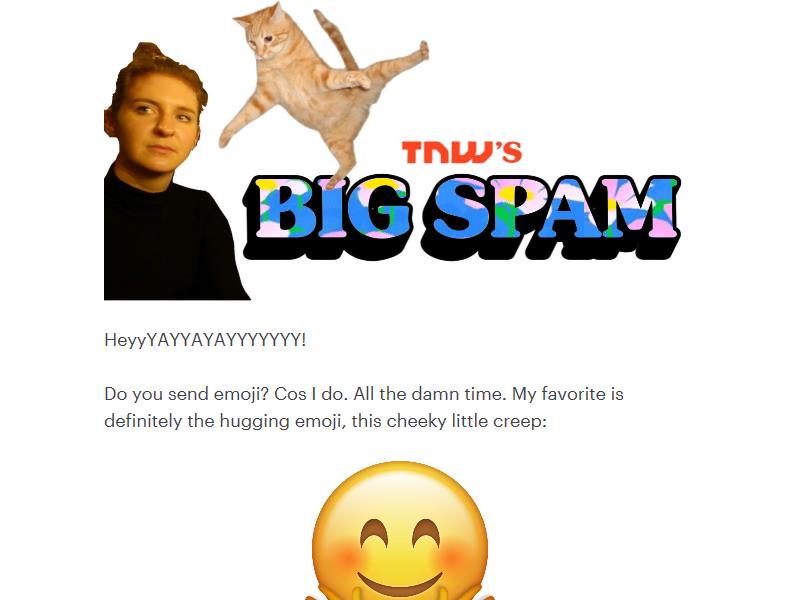 TNW'S
BIG SPAM
HeyyYAYYAYAYYYYYYY!
Do you send emoji? Cos I do. All the damn time. My favorite is
definitely the hugging emoji, this cheeky little creep: